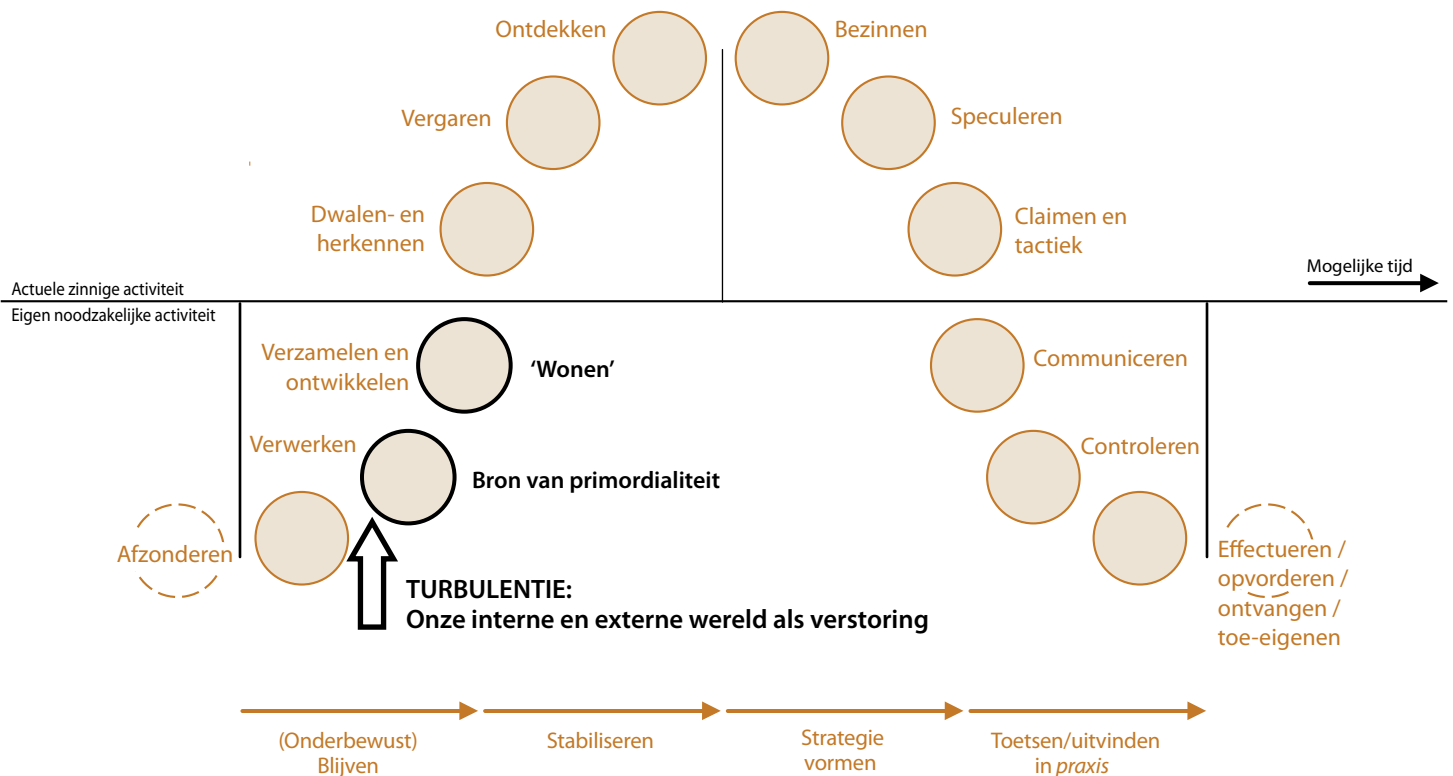 Ontdekken
Bezinnen
Vergaren
Speculeren
Dwalen- en
herkennen
Claimen en
tactiek
Mogelijke tijd
Actuele zinnige activiteit
Eigen noodzakelijke activiteit
Verzamelen en
ontwikkelen
‘Wonen’
Communiceren
Verwerken
Bron van primordialiteit
Controleren
Afzonderen
Effectueren /
opvorderen /
ontvangen /
toe-eigenen
TURBULENTIE:
Onze interne en externe wereld als verstoring
(Onderbewust)
Blijven
Stabiliseren
Strategie
vormen
Toetsen/uitvinden
in praxis